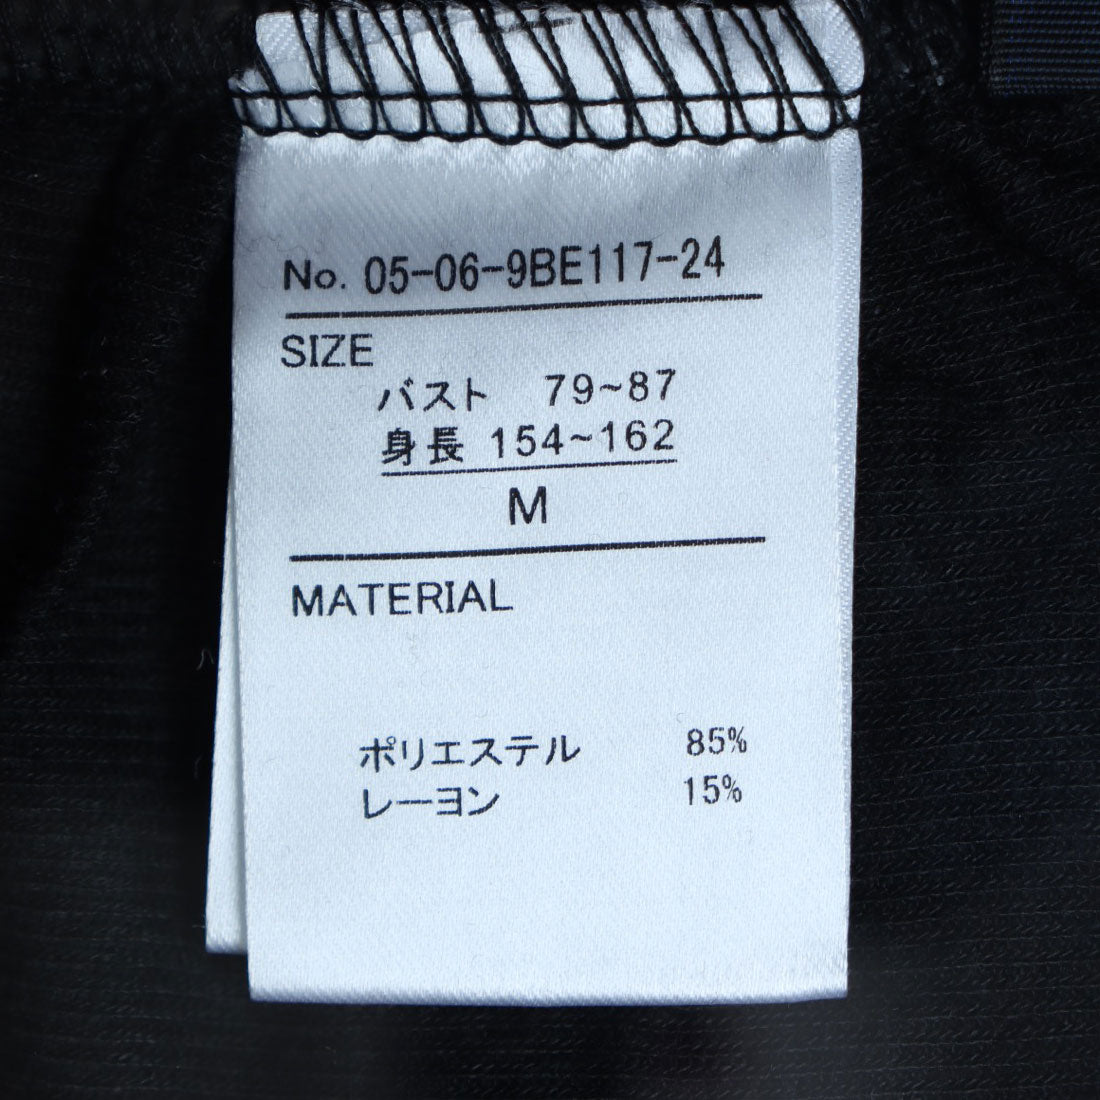 No. 05-06-9BE117-24
SIZE
バスト 79~87
身長 154~162
M
MATERIAL
ポリエステル 85%
レーヨン 15%